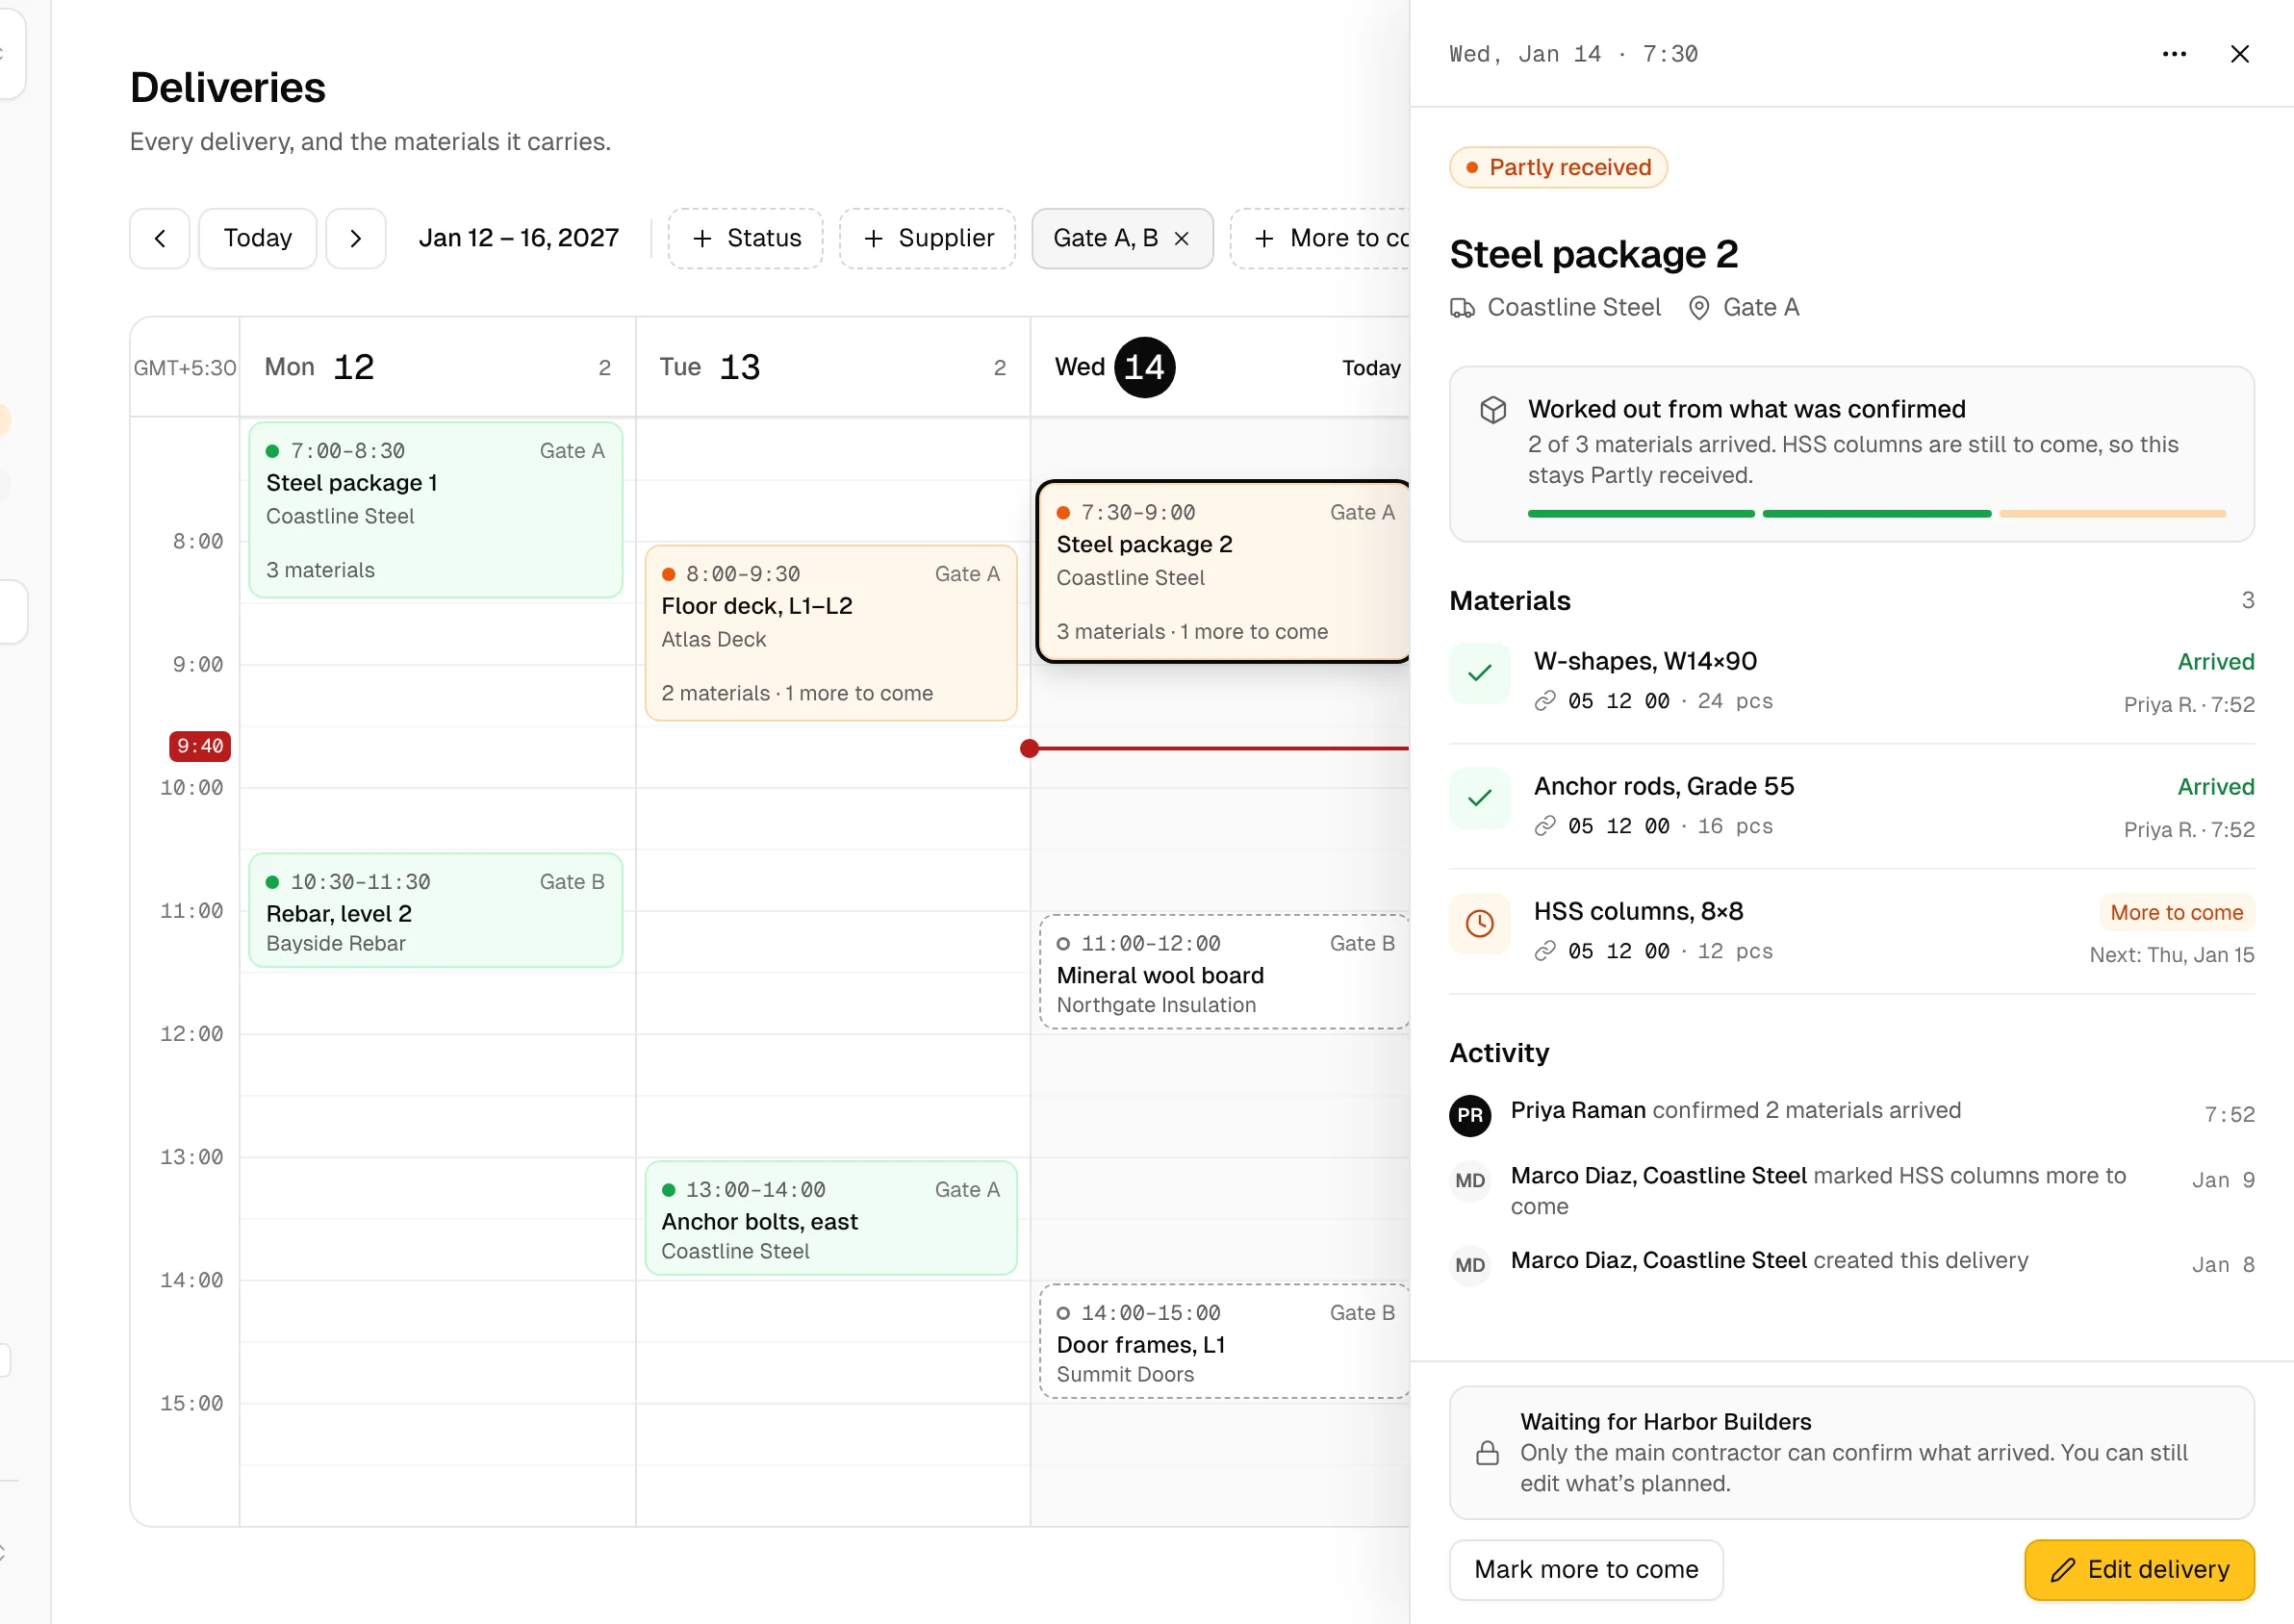 Deliveries
Every delivery, and the materials it carries.
Today
Jan 12 – 16, 2027
+ Status
+ Supplier
Gate A, B ×
+ More to co
GMT+5:30
Mon 12
2
Tue 13
2
Wed 14
Today
8:00
9:00
9:40
10:00
11:00
12:00
13:00
14:00
15:00
7:00–8:30
Gate A
Steel package 1
Coastline Steel
3 materials
10:30–11:30
Gate B
Rebar, level 2
Bayside Rebar
8:00–9:30
Gate A
Floor deck, L1–L2
Atlas Deck
2 materials · 1 more to come
13:00–14:00
Gate A
Anchor bolts, east
Coastline Steel
7:30–9:00
Gate A
Steel package 2
Coastline Steel
3 materials · 1 more to come
11:00–12:00
Gate B
Mineral wool board
Northgate Insulation
14:00–15:00
Gate B
Door frames, L1
Summit Doors
Wed, Jan 14 · 7:30
Partly received
Steel package 2
Coastline Steel
Gate A
Worked out from what was confirmed
2 of 3 materials arrived. HSS columns are still to come, so this
stays Partly received.
Materials
3
W-shapes, W14×90
Arrived
05 12 00 · 24 pcs
Priya R. · 7:52
Anchor rods, Grade 55
Arrived
05 12 00 · 16 pcs
Priya R. · 7:52
HSS columns, 8×8
More to come
05 12 00 · 12 pcs
Next: Thu, Jan 15
Activity
PR
Priya Raman confirmed 2 materials arrived
7:52
MD
Marco Diaz, Coastline Steel marked HSS columns more to
come
Jan 9
MD
Marco Diaz, Coastline Steel created this delivery
Jan 8
Waiting for Harbor Builders
Only the main contractor can confirm what arrived. You can still
edit what’s planned.
Mark more to come
Edit delivery